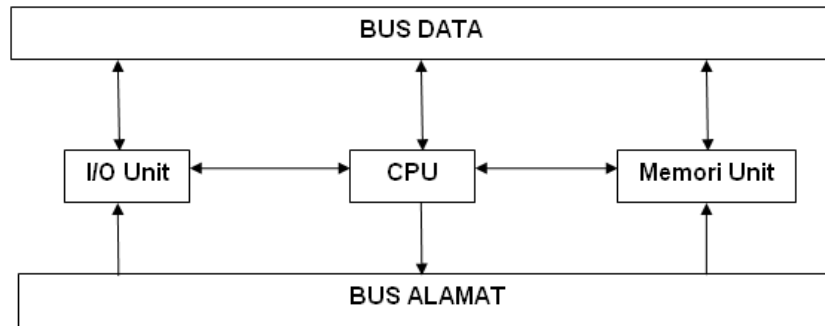 BUS DATA
I/O Unit
CPU
Memori Unit
BUS ALAMAT